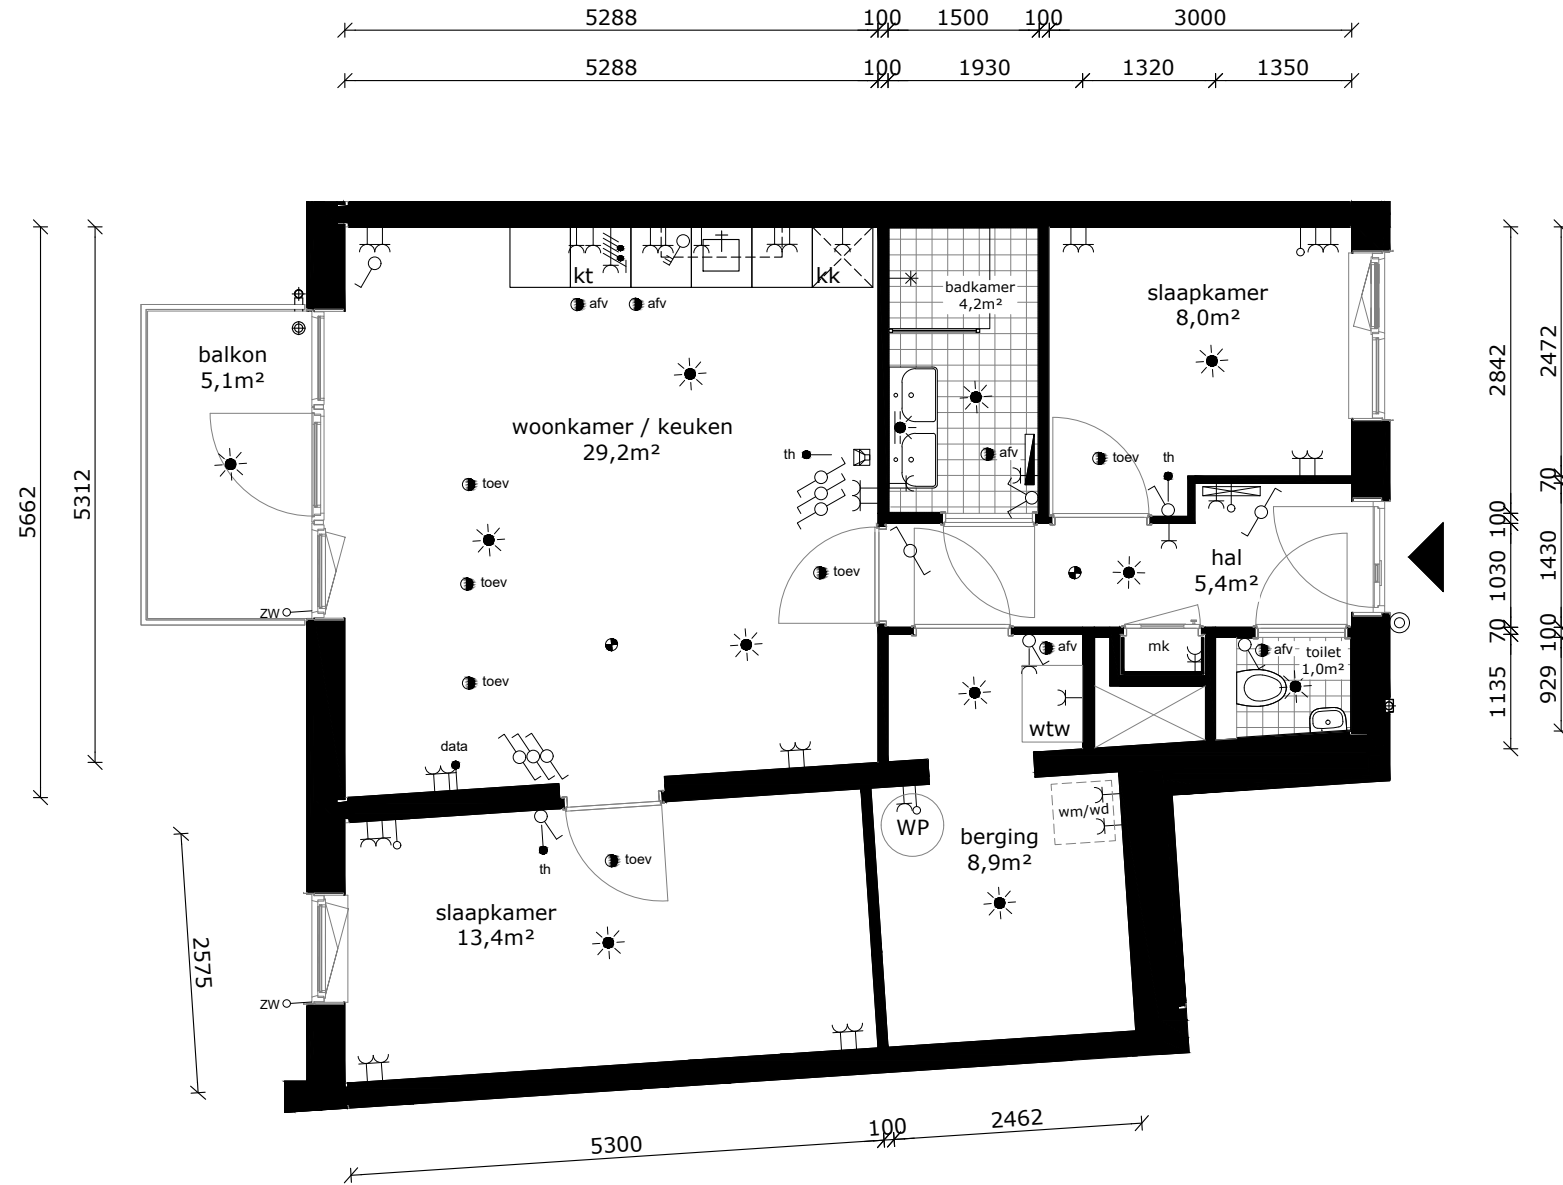 5288
100
1500
100
3000
5288
100
1930
1320
1350
kt
kk
afv
afv
badkamer
4,2m²
slaapkamer
8,0m²
balkon
5,1m²
woonkamer / keuken
29,2m²
th
afv
toev
th
toev
toev
toev
toev
hal
5,4m²
ZW
mk
afv
afv
toilet
1,0m²
wtw
data
WP
wm/wd
berging
8,9m²
th
toev
slaapkamer
13,4m²
ZW
5662
5312
2575
2842
100
1030
70
1135
2472
70
1430
100
929
5300
100
2462